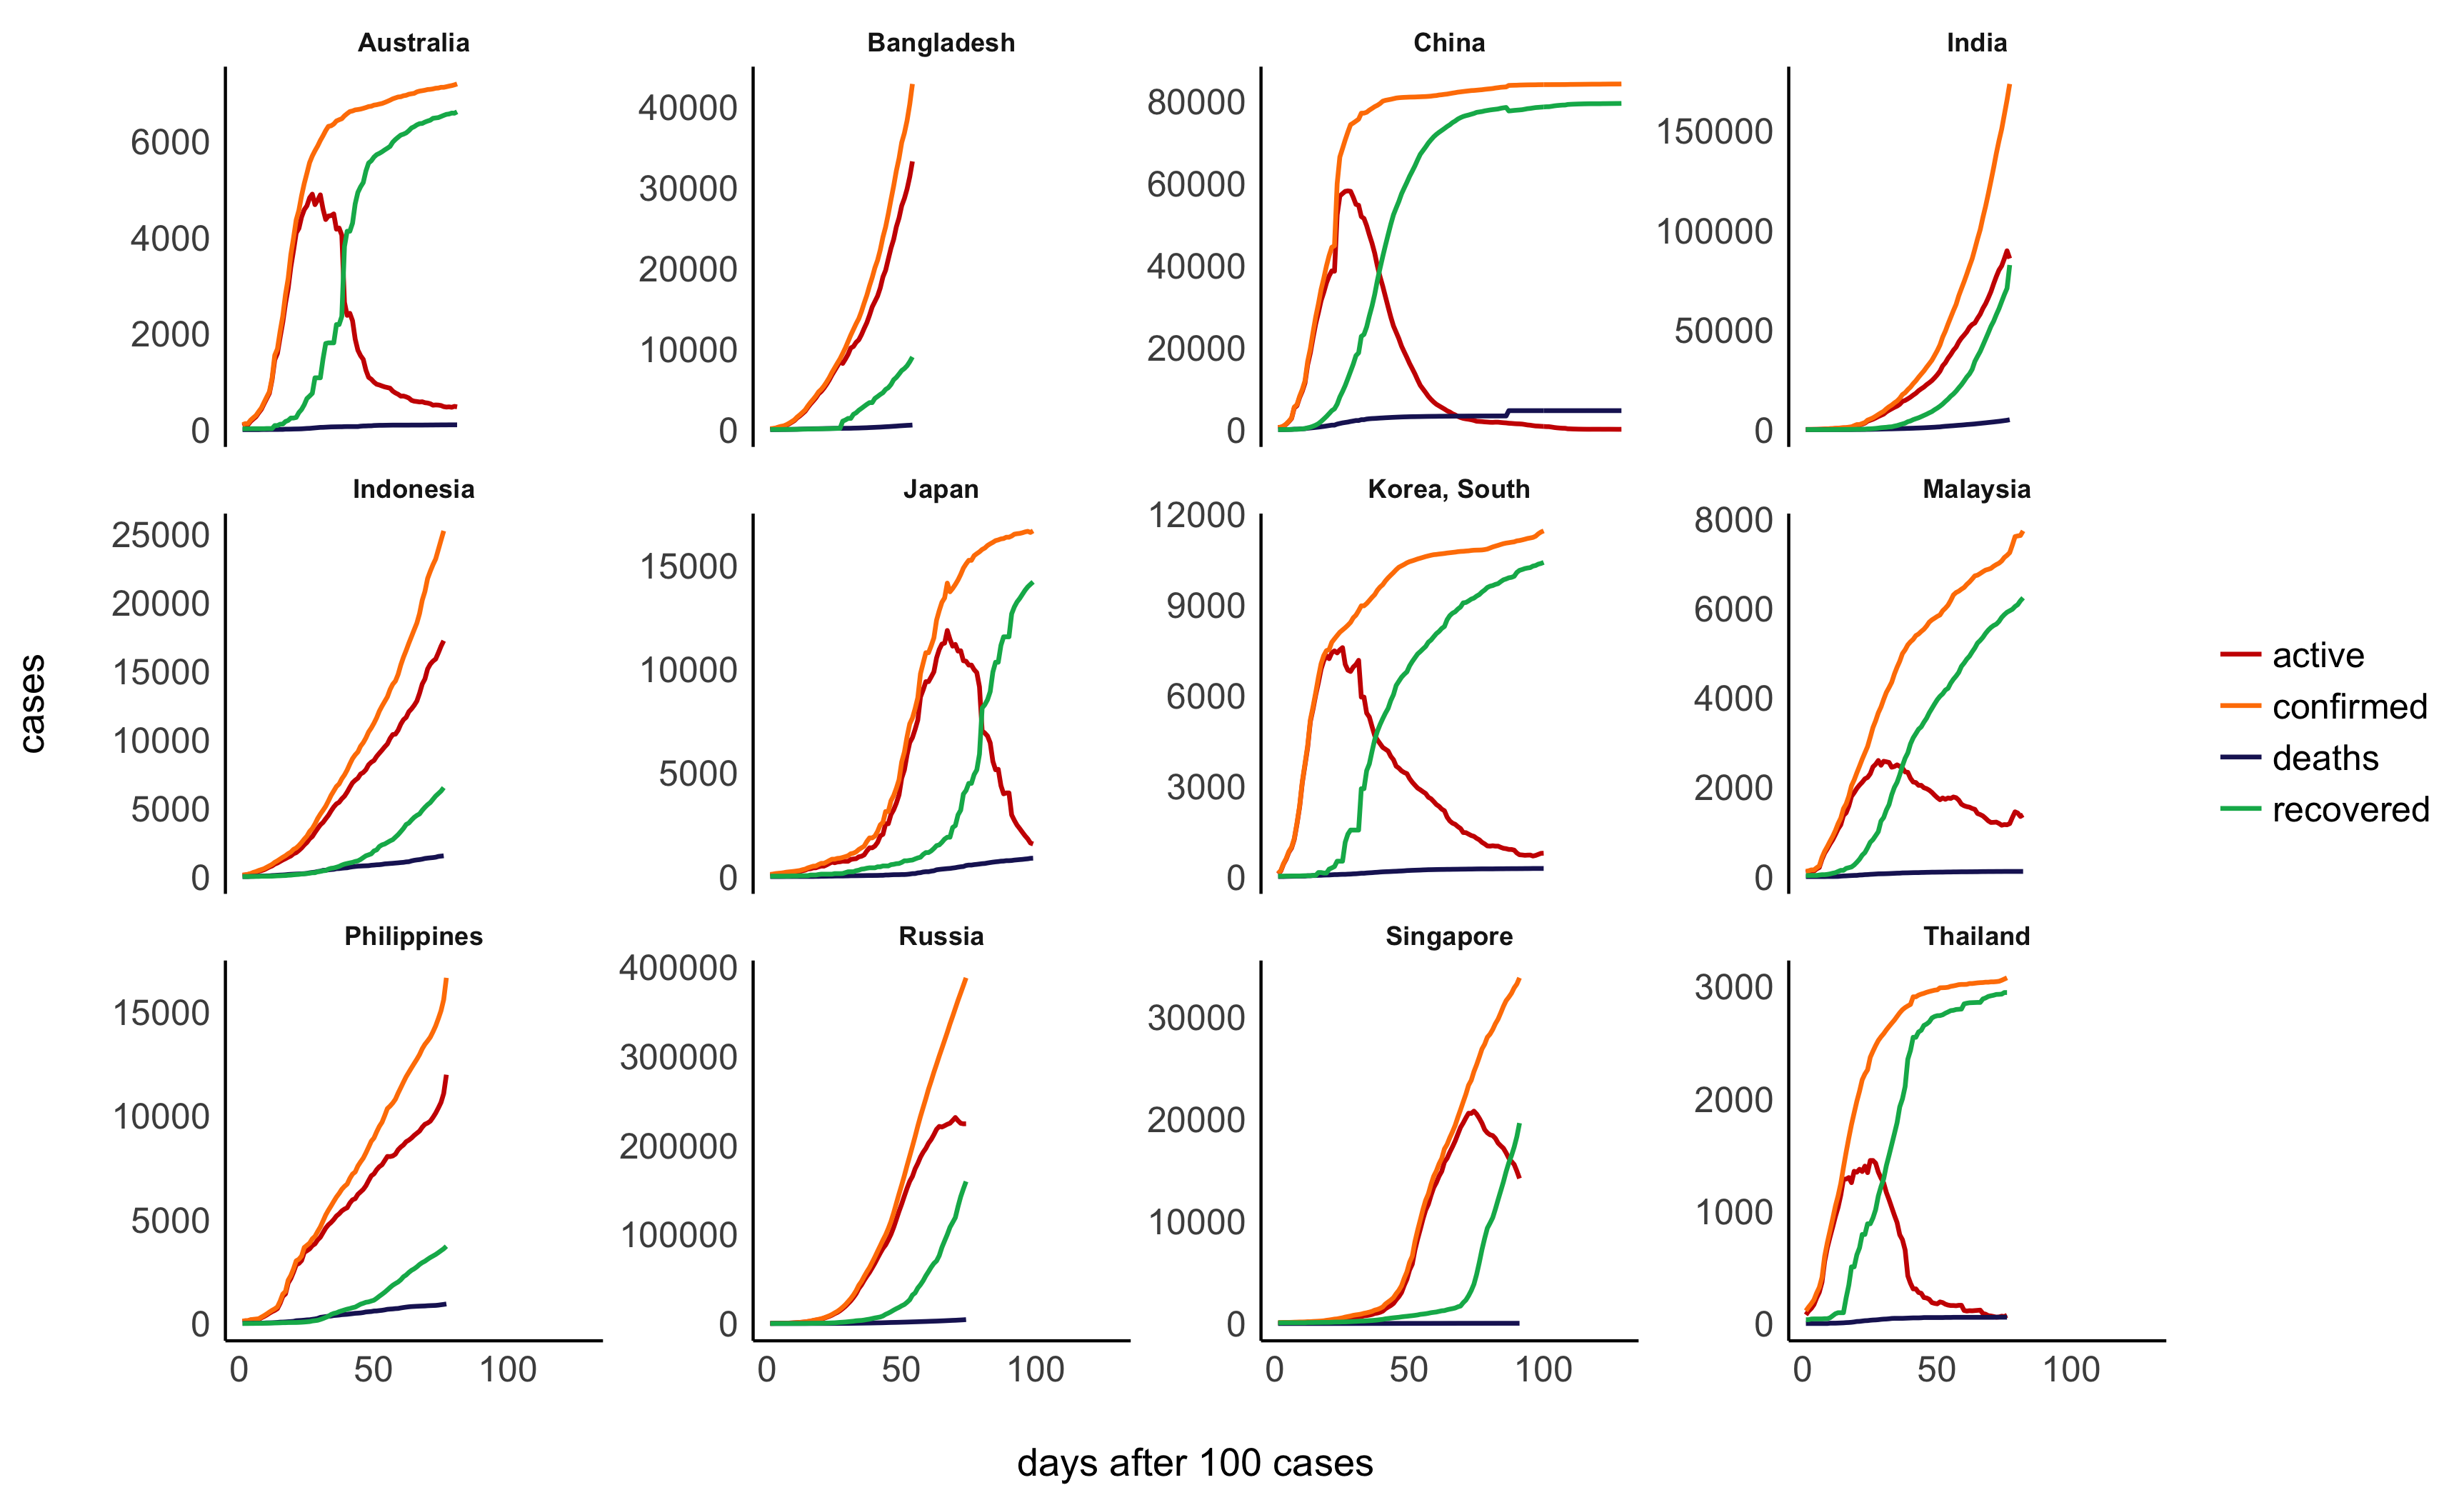 Australia
Bangladesh
China
India
6000
4000
2000
0
40000
30000
20000
10000
0
80000
60000
40000
20000
0
150000
100000
50000
0
Indonesia
Japan
Korea, South
Malaysia
25000
20000
15000
10000
5000
0
15000
10000
5000
0
12000
9000
6000
3000
0
8000
6000
4000
2000
0
cases
active
confirmed
deaths
recovered
Philippines
Russia
Singapore
Thailand
15000
10000
5000
0
400000
300000
200000
100000
0
30000
20000
10000
0
3000
2000
1000
0
0 50 100
0 50 100
0 50 100
0 50 100
days after 100 cases